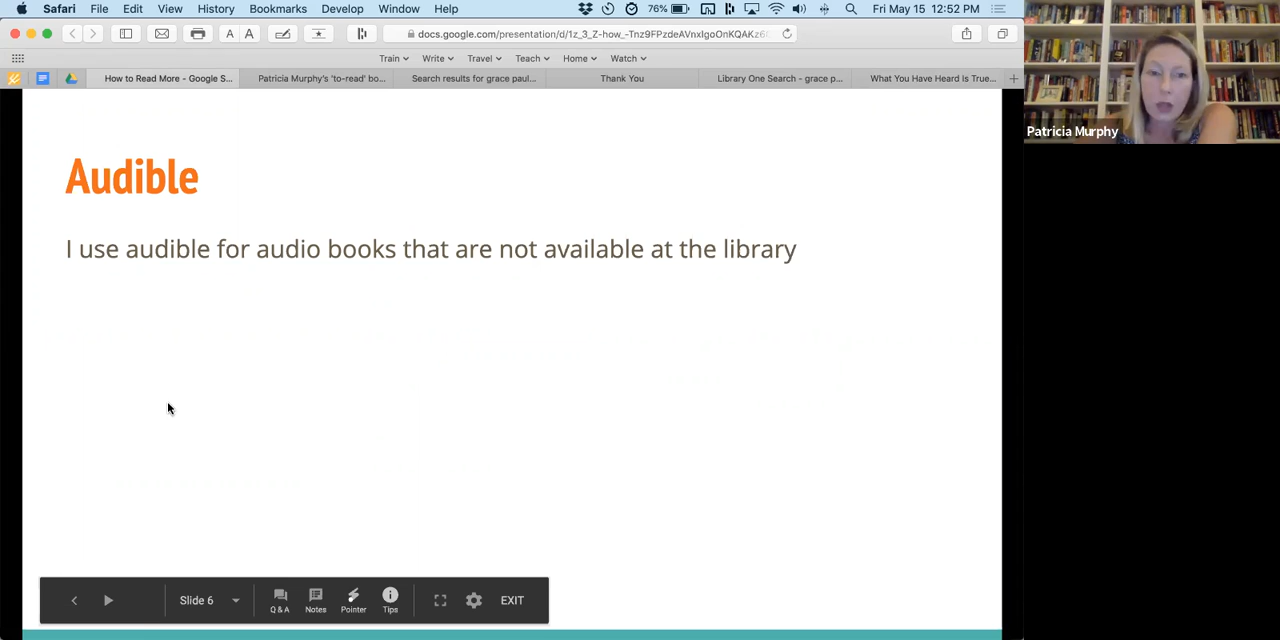 Safari File Edit View History Bookmarks Develop Window Help 76% Fri May 15 12:52 PM
A A docs.google.com/presentation/d/1z_3_Z-how_-Tnz9FPzdeAVnxIgoOnKQAKz6
Train Write Travel Teach Home Watch
How to Read More - Google S... Patricia Murphy's 'to-read' bo... Search results for grace paul... Thank You Library One Search - grace p... What You Have Heard Is True...
Patricia Murphy
Audible
I use audible for audio books that are not available at the library
Slide 6 Q & A Notes Pointer Tips EXIT